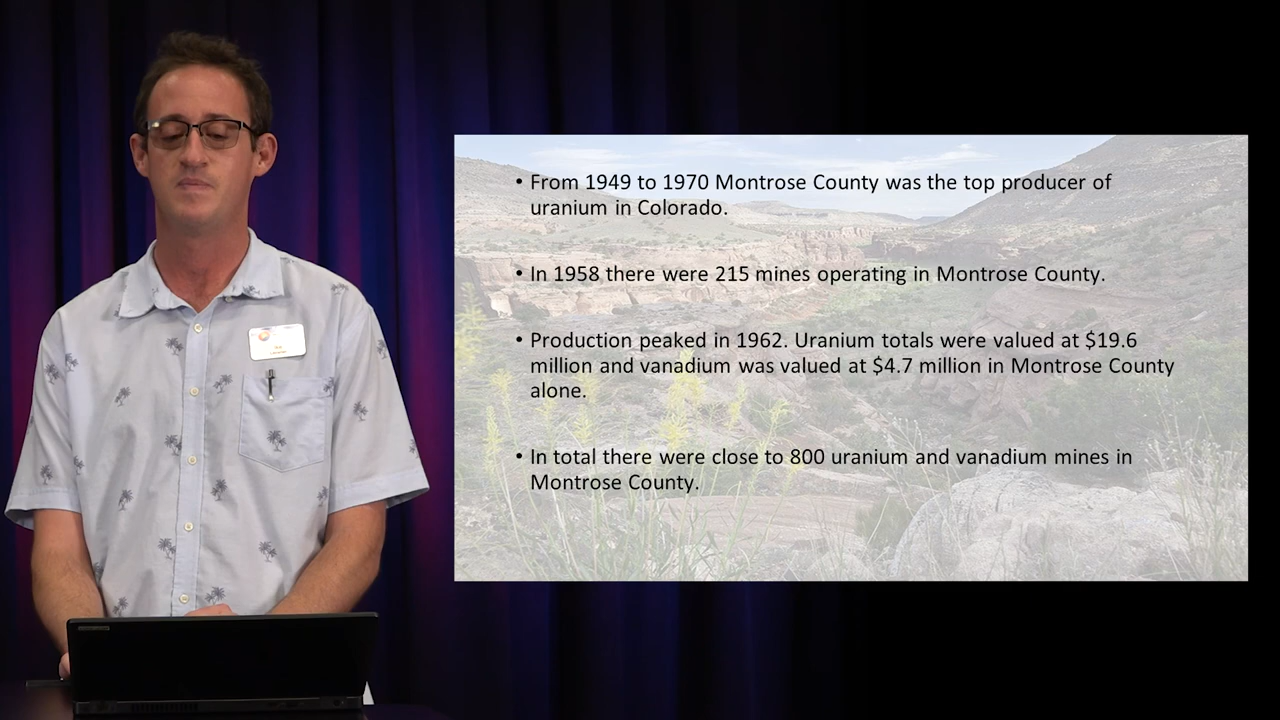 • From 1949 to 1970 Montrose County was the top producer of
uranium in Colorado.
• In 1958 there were 215 mines operating in Montrose County.
• Production peaked in 1962. Uranium totals were valued at $19.6
million and vanadium was valued at $4.7 million in Montrose County
alone.
• In total there were close to 800 uranium and vanadium mines in
Montrose County.